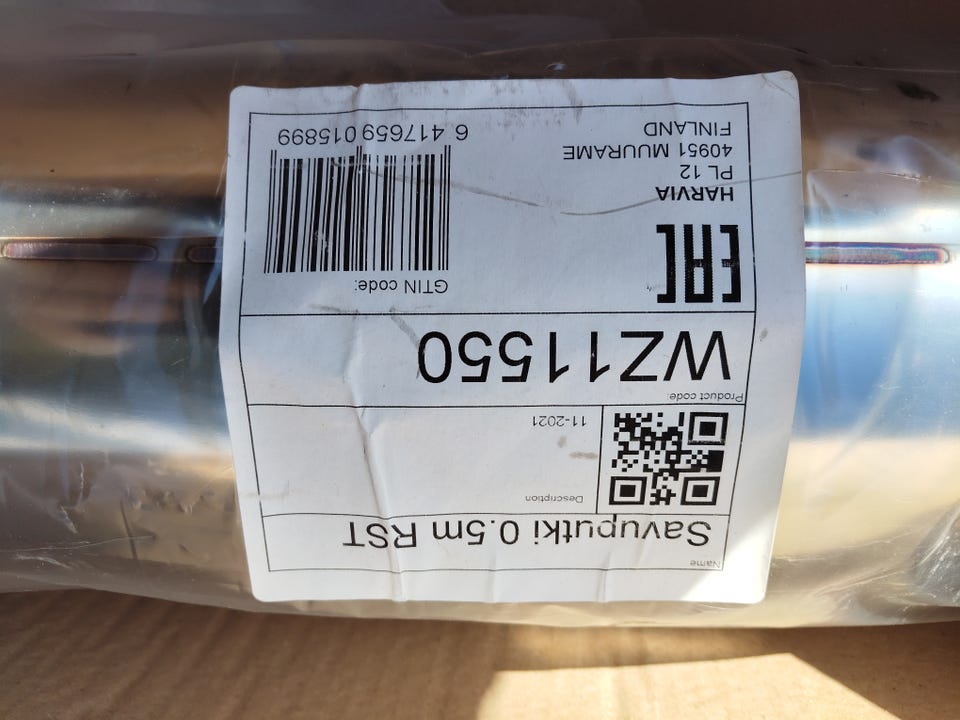 Name
Savuputki 0.5m RST
Description
11-2021
Product code:
WZ11550
EAC
GTIN code:
6 417659 015899
HARVIA
PL 12
40951 MUURAME
FINLAND